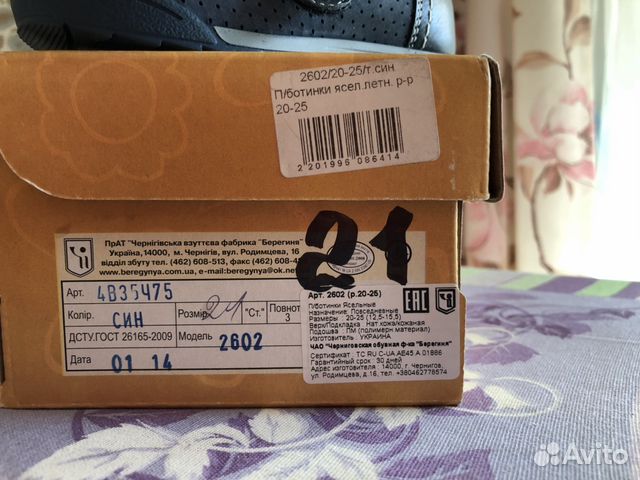 2602/20-25/т.син
П/ботинки ясел.летн. р-р
20-25
2 201996 086414
21
ПрАТ "Чернігівська взуттєва фабрика "Берегиня"
Україна,14000, м. Чернігів, вул. Родимцева, 16
відділ збуту тел. (462) 608-513, факс (462) 608-4
www.beregynya.com.ua, e-mail:beregynya@ok.net
Арт. 4В35475
Колір. СИН Розмір 21 "Ст." Повнот 3
ДСТУ.ГОСТ 26165-2009 Модель 2602
Дата 01 14
Арт. 2602 (р.20-25)
П/ботинки Ясельные
Назначение: Повседневные
Размеры : 20-25 (12,5-15,5)
Верх/Подкладка : Нат.кожа/кожаная
Подошва : ПМ (полимерн материал)
Изготовитель : УКРАИНА
ЧАО "Черниговская обувная ф-ка "Берегиня"
Сертификат : ТС RU C-UA.АЕ45.А 01886
Гарантийный срок : 30 дней
Адрес изготовителя : 14000, г. Чернигов,
ул. Родимцева, д.16, тел. +380462778574
EAC
Avito